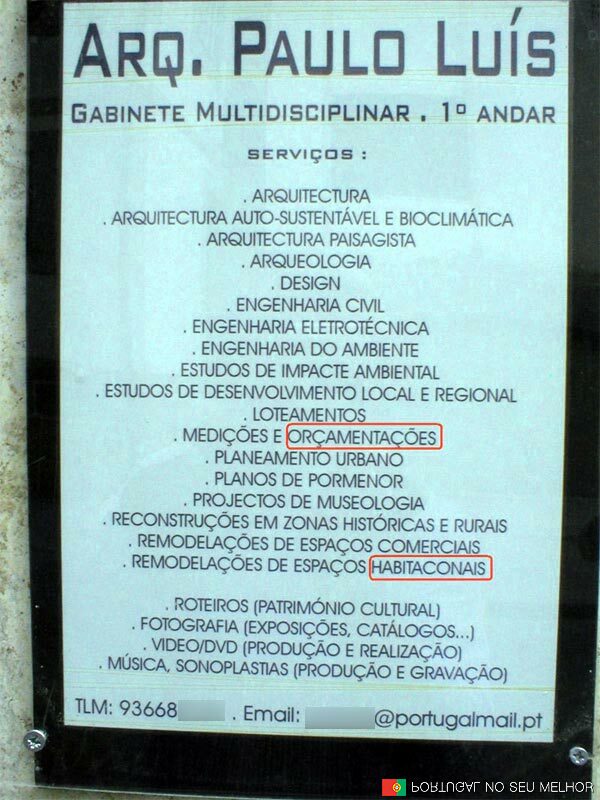 ARQ. PAULO LUÍS
GABINETE MULTIDISCIPLINAR . 1º ANDAR
SERVIÇOS :
. ARQUITECTURA
. ARQUITECTURA AUTO-SUSTENTÁVEL E BIOCLIMÁTICA
. ARQUITECTURA PAISAGISTA
. ARQUEOLOGIA
. DESIGN
. ENGENHARIA CIVIL
. ENGENHARIA ELETROTÉCNICA
. ENGENHARIA DO AMBIENTE
. ESTUDOS DE IMPACTE AMBIENTAL
. ESTUDOS DE DESENVOLVIMENTO LOCAL E REGIONAL
. LOTEAMENTOS
. MEDIÇÕES E ORÇAMENTAÇÕES
. PLANEAMENTO URBANO
. PLANOS DE PORMENOR
. PROJECTOS DE MUSEOLOGIA
. RECONSTRUÇÕES EM ZONAS HISTÓRICAS E RURAIS
. REMODELAÇÕES DE ESPAÇOS COMERCIAIS
. REMODELAÇÕES DE ESPAÇOS HABITACONAIS
. ROTEIROS (PATRIMÓNIO CULTURAL)
. FOTOGRAFIA (EXPOSIÇÕES, CATÁLOGOS...)
. VIDEO/DVD (PRODUÇÃO E REALIZAÇÃO)
. MÚSICA, SONOPLASTIAS (PRODUÇÃO E GRAVAÇÃO)
TLM: 93668 . Email: @portugalmail.pt
PORTUGAL NO SEU MELHOR